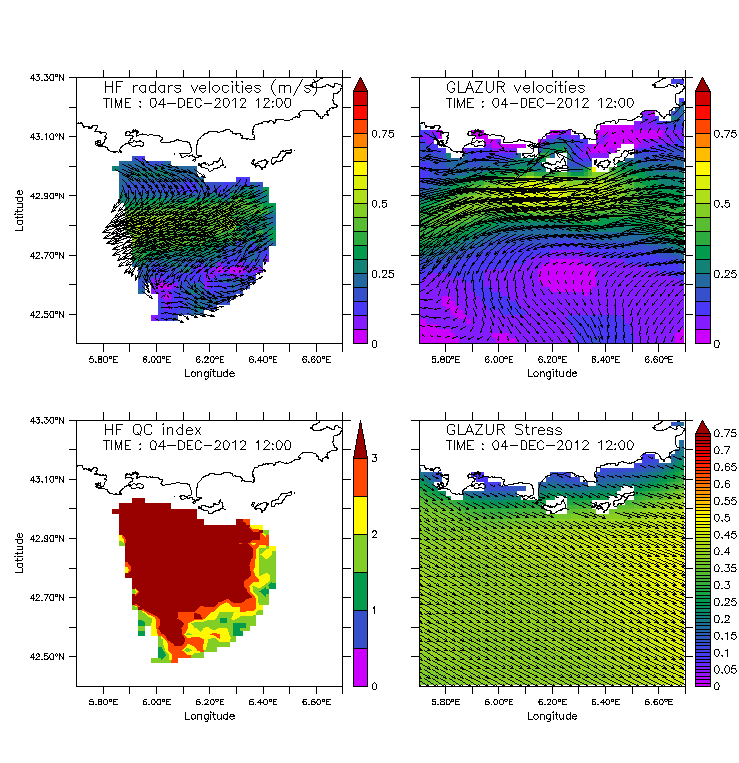 HF radars velocities (m/s)
TIME : 04-DEC-2012 12:00
43.30°N
43.10°N
42.90°N
42.70°N
42.50°N
Latitude
5.80°E 6.00°E 6.20°E 6.40°E 6.60°E
Longitude
0.75
0.5
0.25
0
GLAZUR velocities
TIME : 04-DEC-2012 12:00
5.80°E 6.00°E 6.20°E 6.40°E 6.60°E
Longitude
0.75
0.5
0.25
0
HF QC index
TIME : 04-DEC-2012 12:00
43.30°N
43.10°N
42.90°N
42.70°N
42.50°N
Latitude
5.80°E 6.00°E 6.20°E 6.40°E 6.60°E
Longitude
3
2
1
0
GLAZUR Stress
TIME : 04-DEC-2012 12:00
5.80°E 6.00°E 6.20°E 6.40°E 6.60°E
Longitude
0.75
0.7
0.65
0.6
0.55
0.5
0.45
0.4
0.35
0.3
0.25
0.2
0.15
0.1
0.05
0